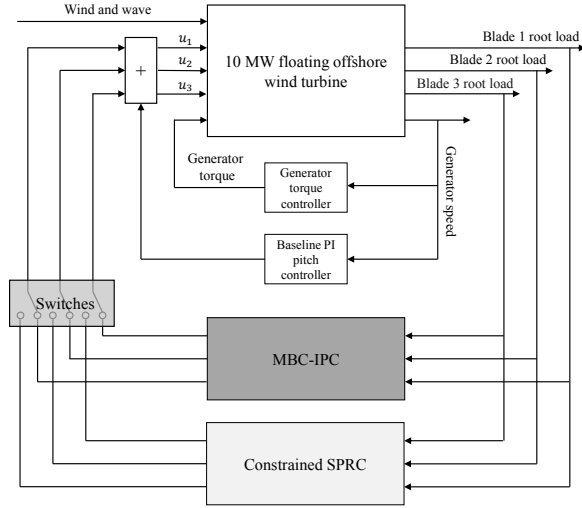 Wind and wave
Blade 1 root load
u₁
10 MW floating offshore
wind turbine
Blade 2 root load
u₂
+
Blade 3 root load
u₃
Generator
torque
Generator
torque
controller
Generator speed
Baseline PI
pitch
controller
Switches
MBC-IPC
Constrained SPRC